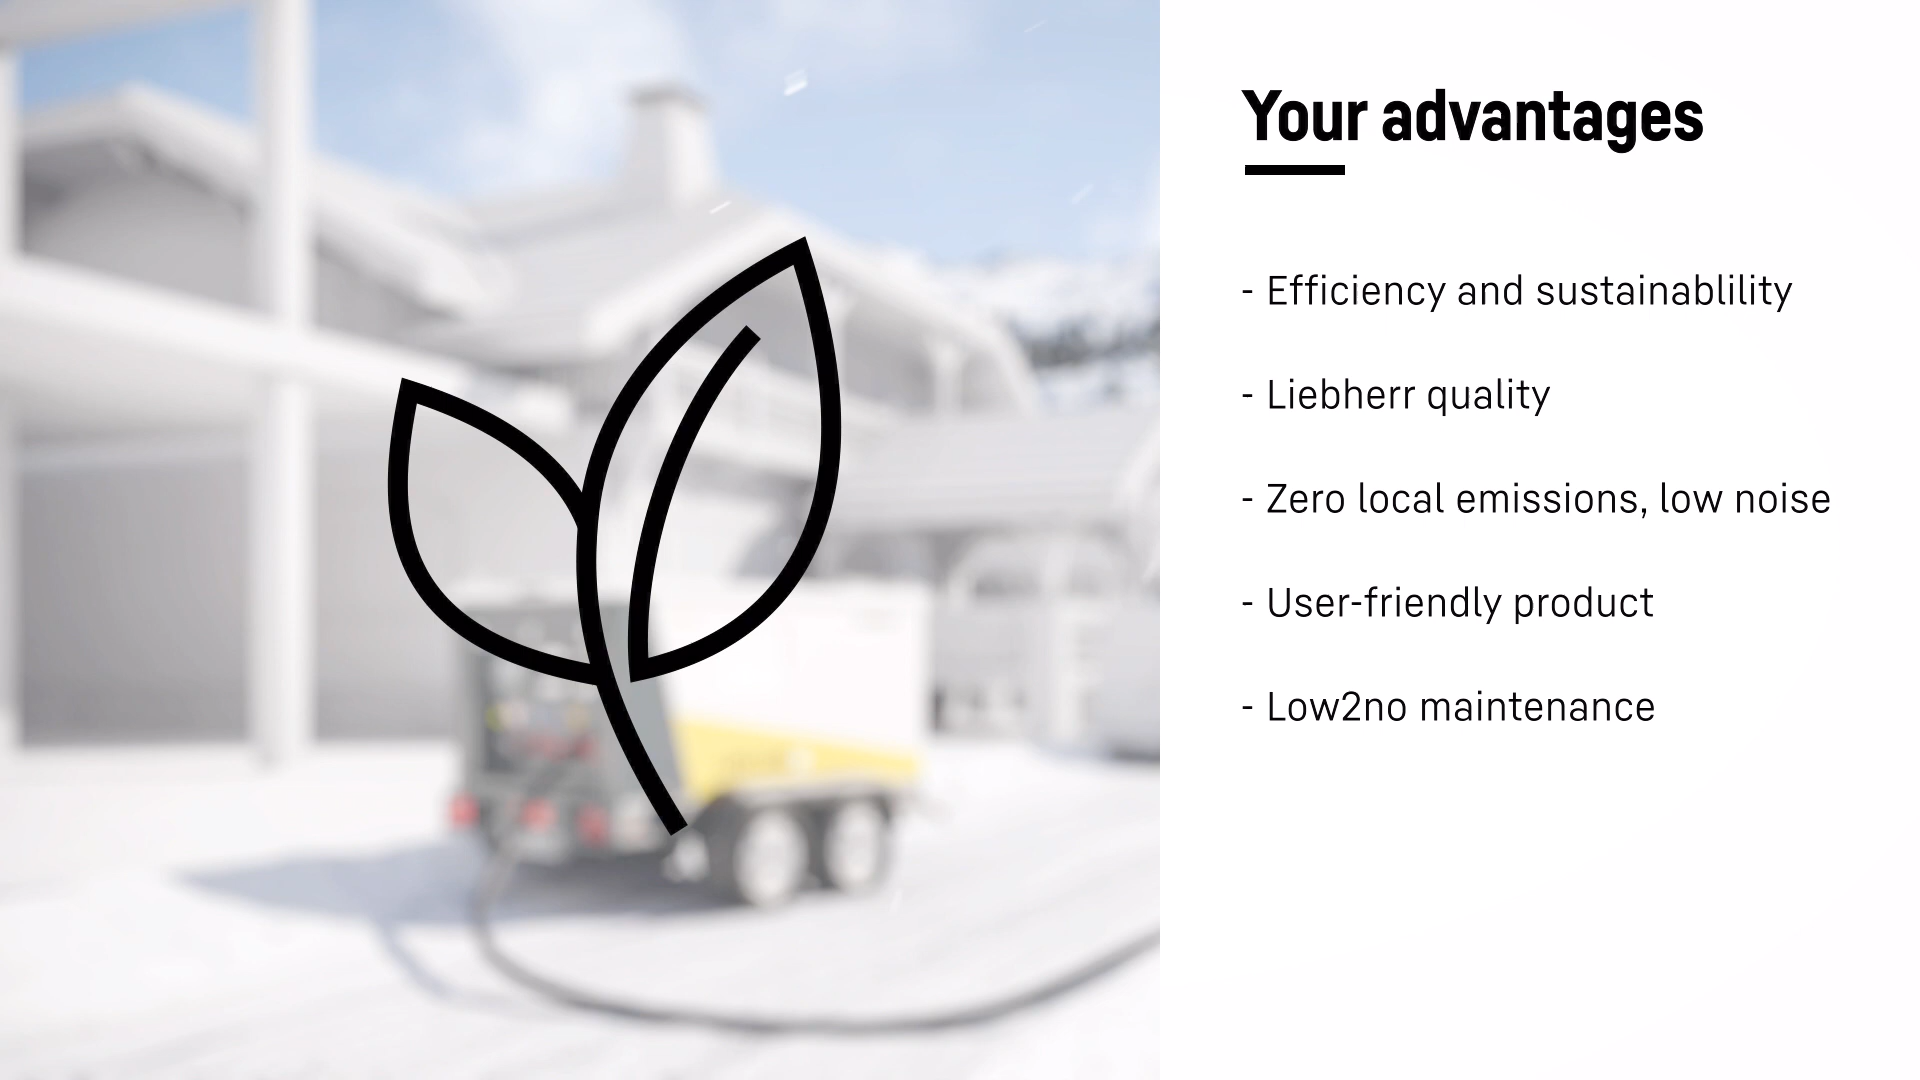 Your advantages
- Efficiency and sustainablility
- Liebherr quality
- Zero local emissions, low noise
- User-friendly product
- Low2no maintenance